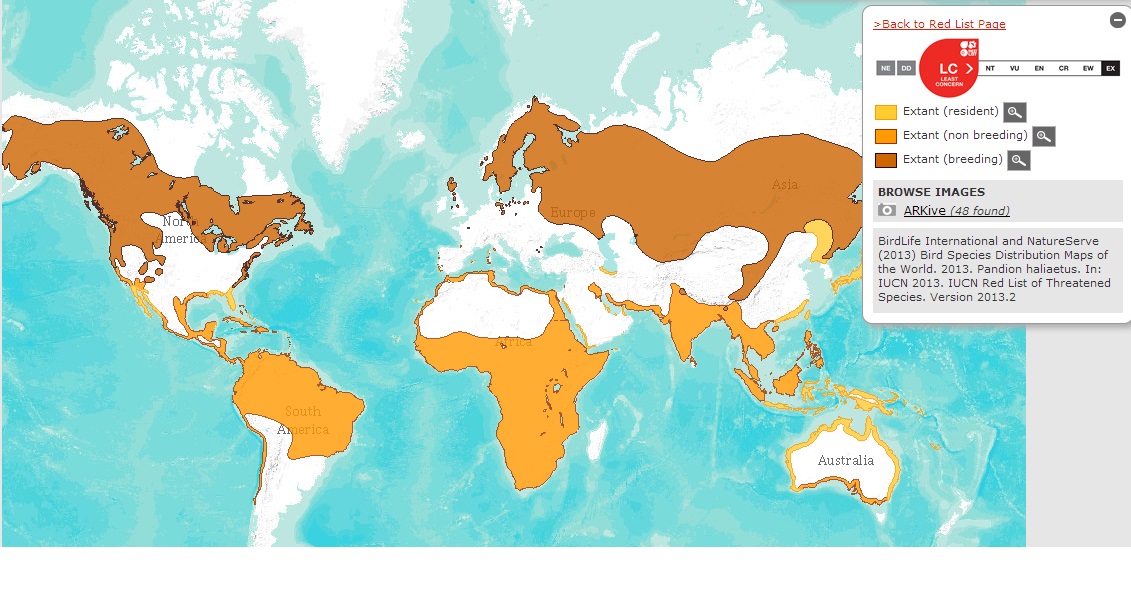 >Back to Red List Page
NE DD LC > NT VU EN CR EW EX
LEAST
CONCERN
Extant (resident)
Extant (non breeding)
Extant (breeding)
BROWSE IMAGES
ARKive (48 found)
BirdLife International and NatureServe
(2013) Bird Species Distribution Maps of
the World. 2013. Pandion haliaetus. In:
IUCN 2013. IUCN Red List of Threatened
Species. Version 2013.2
Asia
Europe
North
America
Africa
South
America
Australia